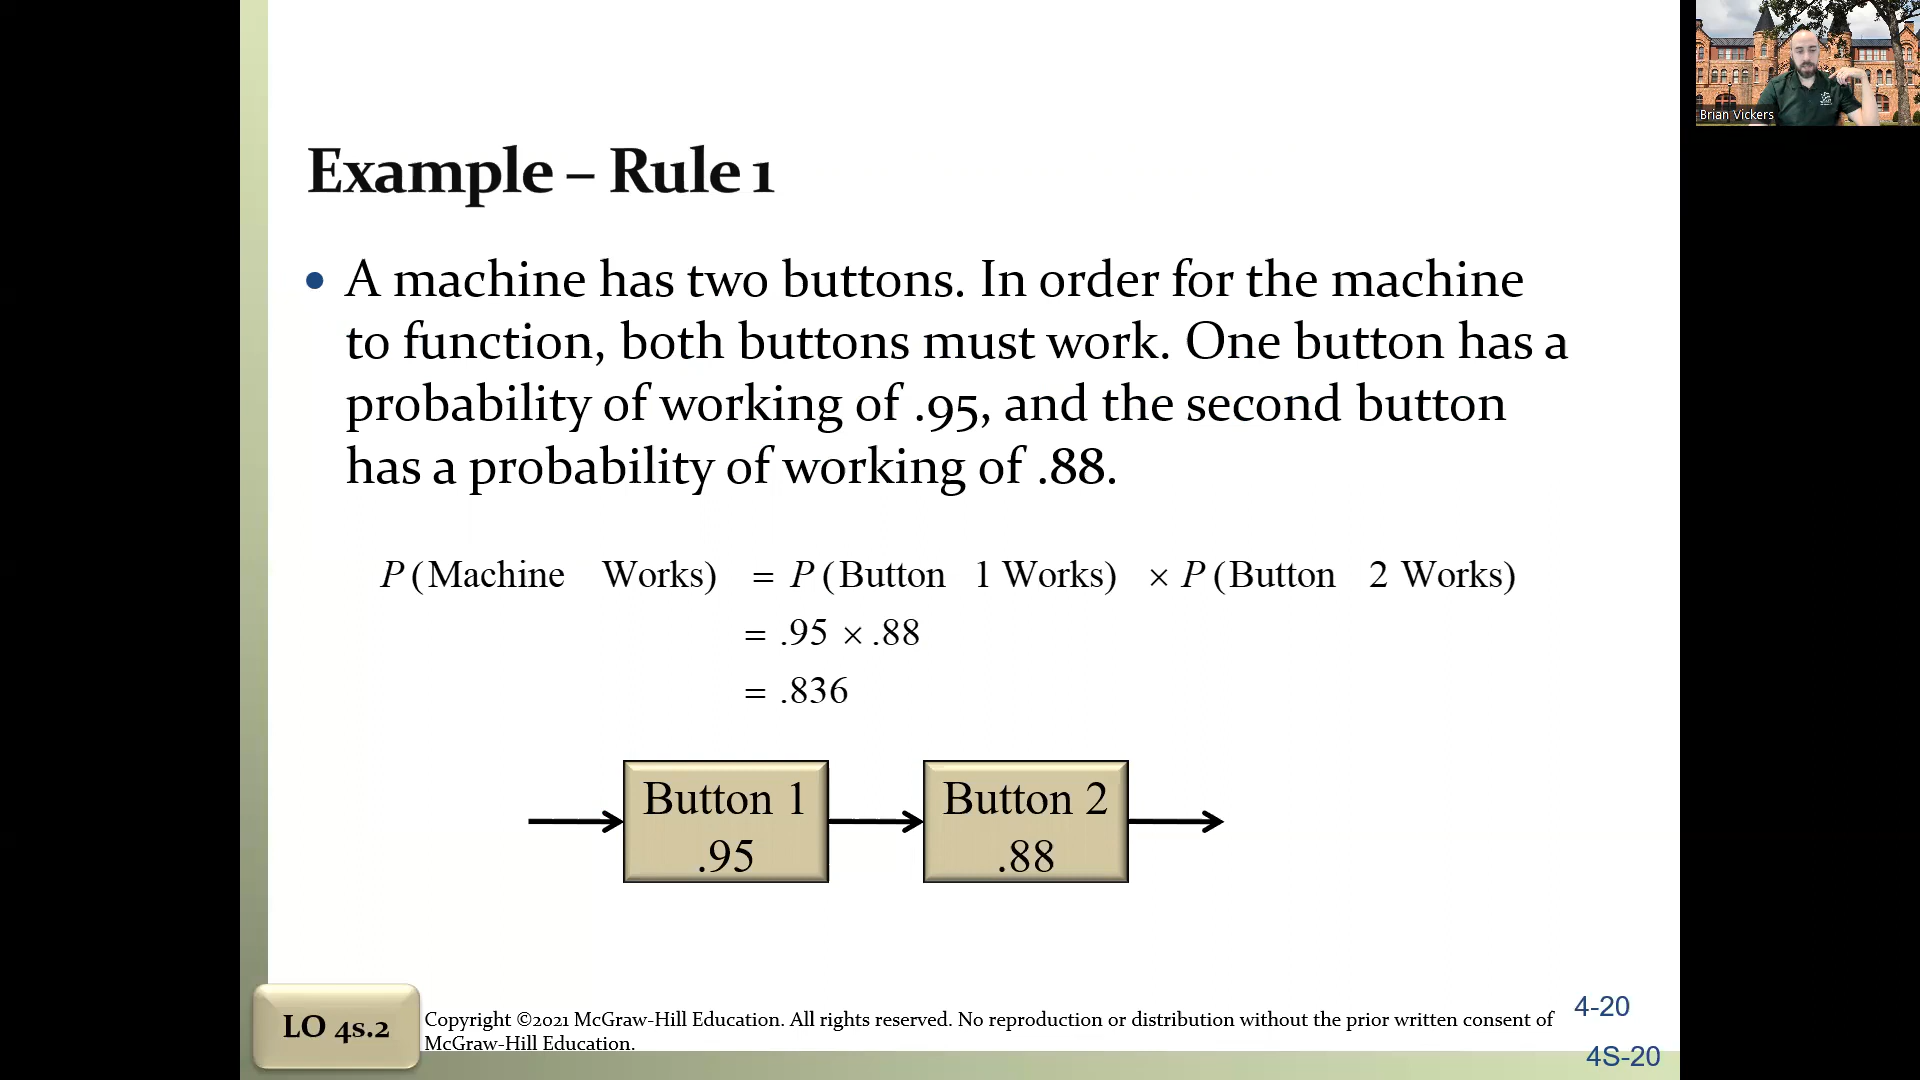 Brian Vickers
Example – Rule 1
• A machine has two buttons. In order for the machine
to function, both buttons must work. One button has a
probability of working of .95, and the second button
has a probability of working of .88.
P (Machine Works) = P (Button 1 Works) × P (Button 2 Works)
= .95 × .88
= .836
Button 1
.95
Button 2
.88
LO 4s.2
Copyright ©2021 McGraw-Hill Education. All rights reserved. No reproduction or distribution without the prior written consent of
McGraw-Hill Education.
4-20
4S-20